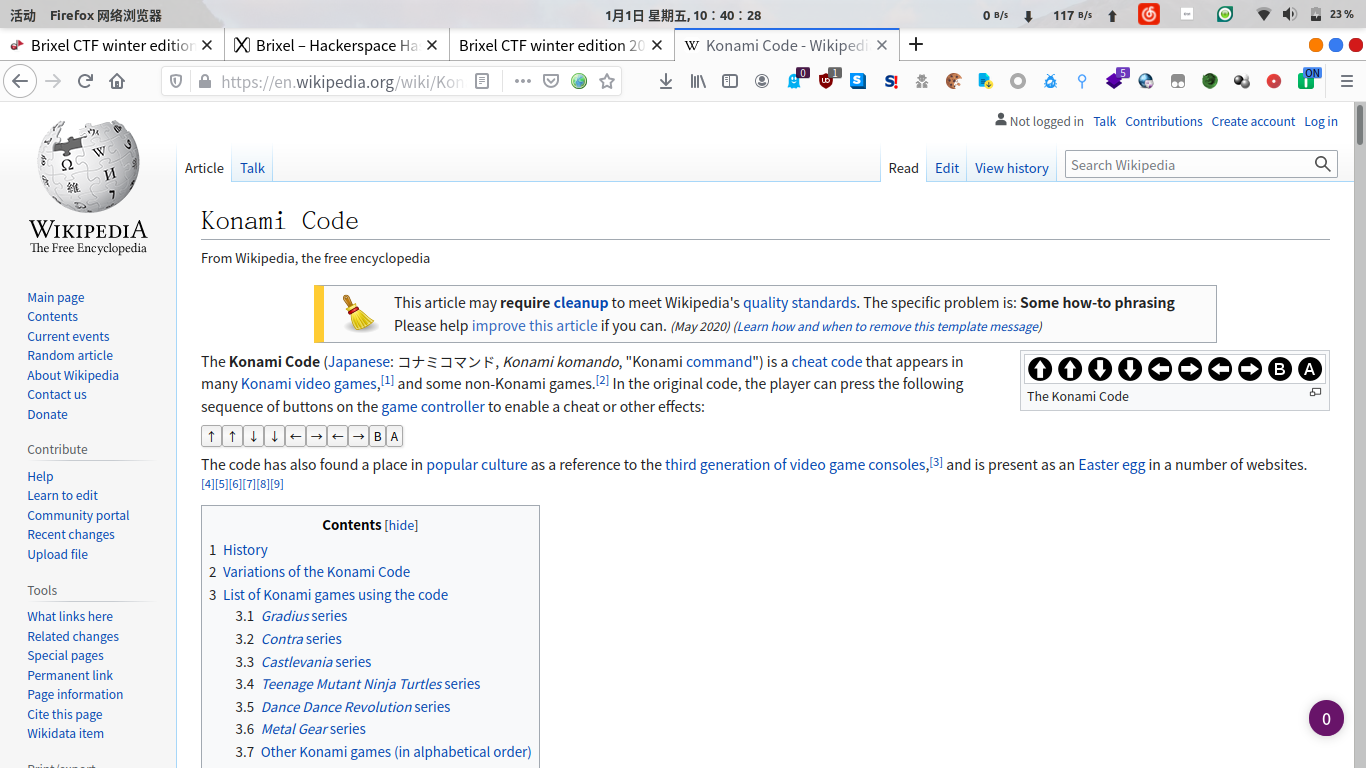 活动 Firefox 网络浏览器 1月1日 星期五, 10：40：28 0 B/s 117 B/s 23 %
Brixel CTF winter edition Brixel – Hackerspace Ha Brixel CTF winter edition 20 W Konami Code - Wikipedi
https://en.wikipedia.org/wiki/Kon 0 1 S S! 5 ON
Not logged in Talk Contributions Create account Log in
Article Talk Read Edit View history Search Wikipedia
WIKIPEDIA
The Free Encyclopedia
Main page
Contents
Current events
Random article
About Wikipedia
Contact us
Donate
Contribute
Help
Learn to edit
Community portal
Recent changes
Upload file
Tools
What links here
Related changes
Special pages
Permanent link
Page information
Cite this page
Wikidata item
Print/export
Konami Code
From Wikipedia, the free encyclopedia
This article may require cleanup to meet Wikipedia's quality standards. The specific problem is: Some how-to phrasing
Please help improve this article if you can. (May 2020) (Learn how and when to remove this template message)
The Konami Code (Japanese: コナミコマンド, Konami komando, "Konami command") is a cheat code that appears in
many Konami video games,[1] and some non-Konami games.[2] In the original code, the player can press the following
sequence of buttons on the game controller to enable a cheat or other effects:
↑ ↑ ↓ ↓ ← → ← → B A
↑ ↑ ↓ ↓ ← → ← → B A
The Konami Code
The code has also found a place in popular culture as a reference to the third generation of video game consoles,[3] and is present as an Easter egg in a number of websites.
[4][5][6][7][8][9]
Contents [hide]
1 History
2 Variations of the Konami Code
3 List of Konami games using the code
3.1 Gradius series
3.2 Contra series
3.3 Castlevania series
3.4 Teenage Mutant Ninja Turtles series
3.5 Dance Dance Revolution series
3.6 Metal Gear series
3.7 Other Konami games (in alphabetical order)
0